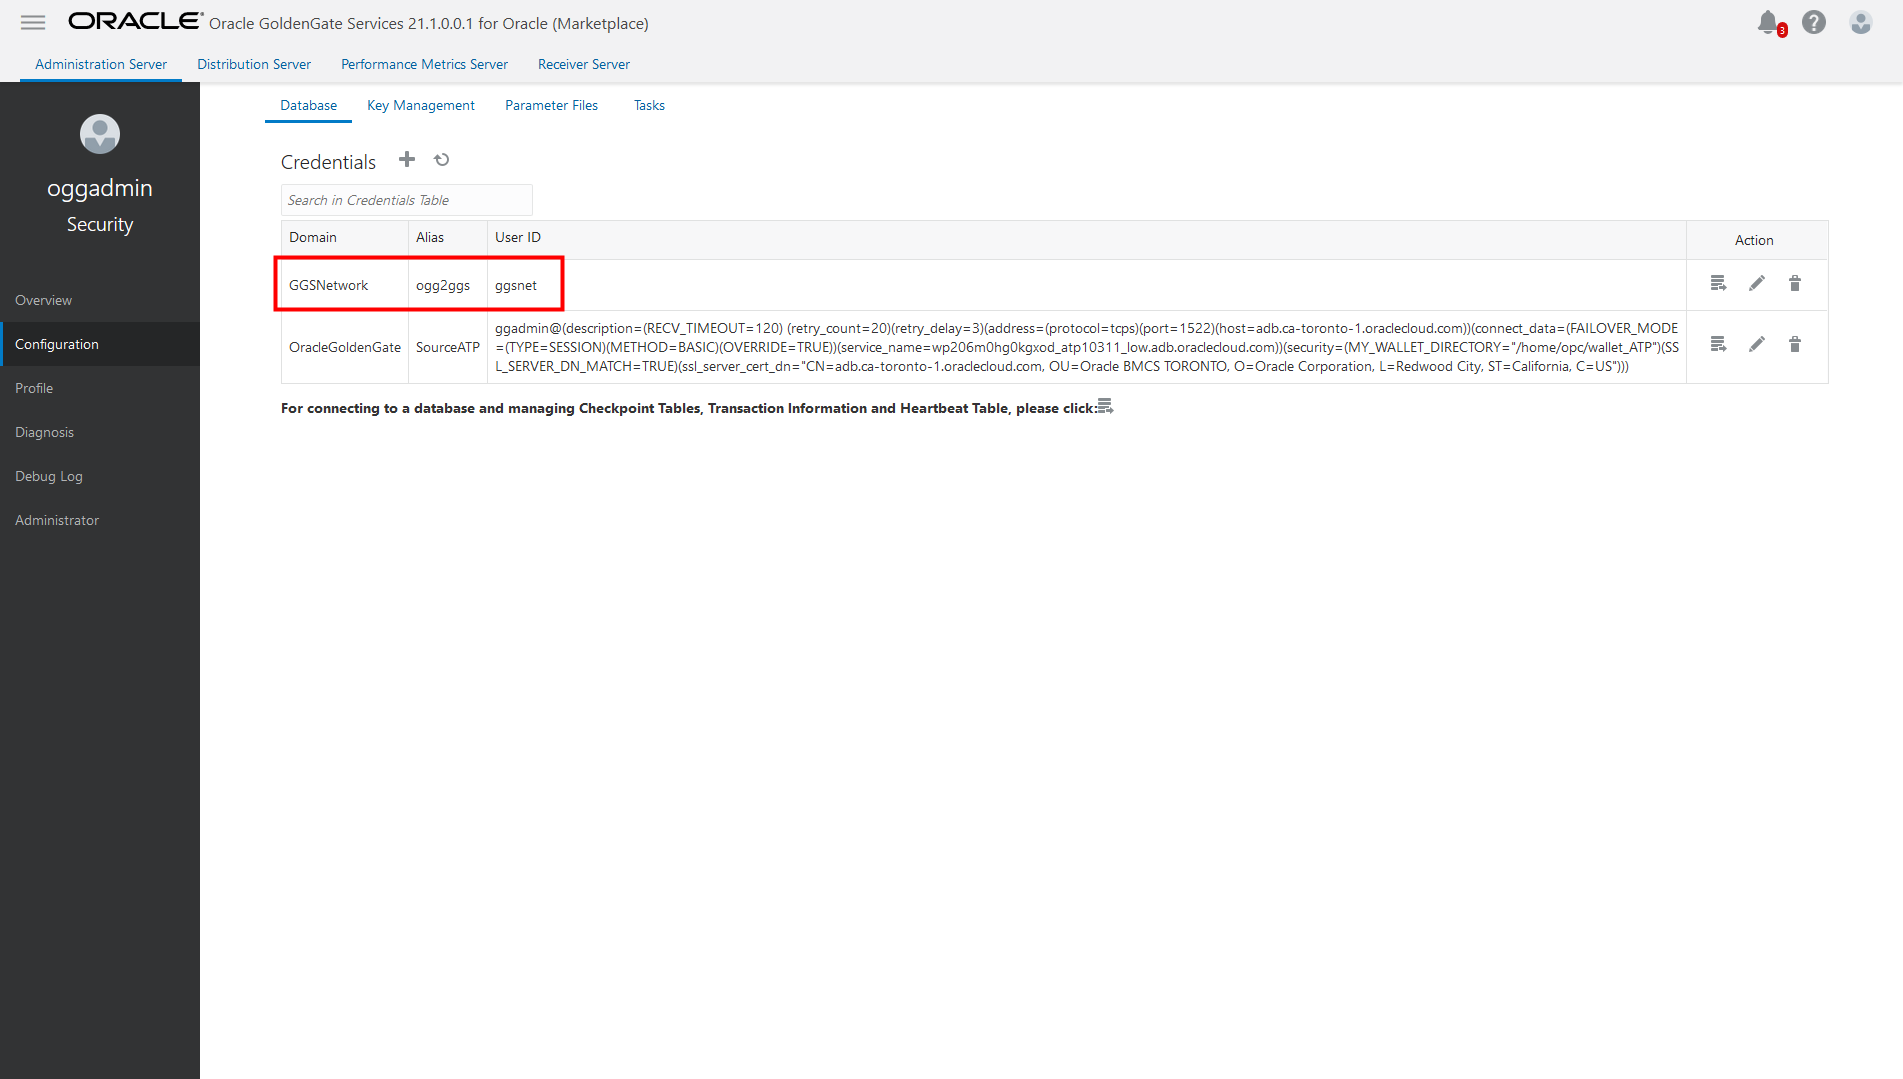 ORACLE Oracle GoldenGate Services 21.1.0.0.1 for Oracle (Marketplace)
3
?
Administration Server Distribution Server Performance Metrics Server Receiver Server
oggadmin
Security
Overview
Configuration
Profile
Diagnosis
Debug Log
Administrator
Database Key Management Parameter Files Tasks
Credentials
Search in Credentials Table
Domain Alias User ID Action
GGSNetwork ogg2ggs ggsnet
OracleGoldenGate SourceATP
ggadmin@(description=(RECV_TIMEOUT=120) (retry_count=20)(retry_delay=3)(address=(protocol=tcps)(port=1522)(host=adb.ca-toronto-1.oraclecloud.com))(connect_data=(FAILOVER_MODE
=(TYPE=SESSION)(METHOD=BASIC)(OVERRIDE=TRUE))(service_name=wp206m0hg0kgxod_atp10311_low.adb.oraclecloud.com))(security=(MY_WALLET_DIRECTORY="/home/opc/wallet_ATP")(SS
L_SERVER_DN_MATCH=TRUE)(ssl_server_cert_dn="CN=adb.ca-toronto-1.oraclecloud.com, OU=Oracle BMCS TORONTO, O=Oracle Corporation, L=Redwood City, ST=California, C=US")))
For connecting to a database and managing Checkpoint Tables, Transaction Information and Heartbeat Table, please click: